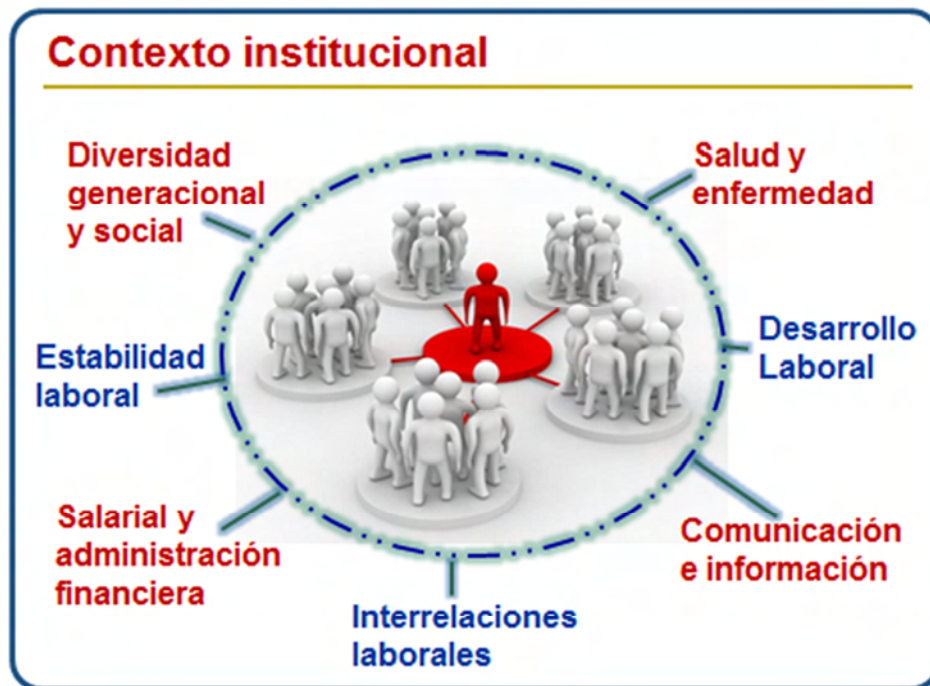 Contexto institucional
Diversidad
generacional
y social
Salud y
enfermedad
Estabilidad
laboral
Desarrollo
Laboral
Salarial y
administración
financiera
Comunicación
e información
Interrelaciones
laborales